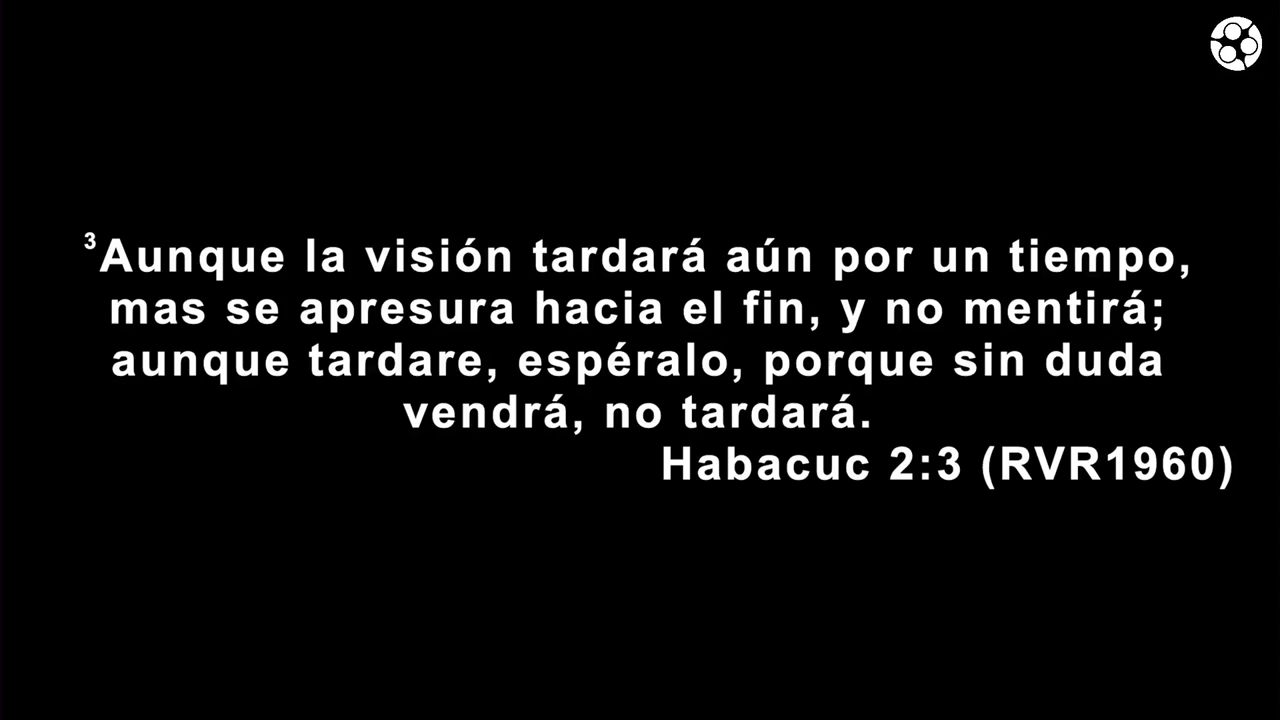 ³Aunque la visión tardará aún por un tiempo,
mas se apresura hacia el fin, y no mentirá;
aunque tardare, espéralo, porque sin duda
vendrá, no tardará.
Habacuc 2:3 (RVR1960)